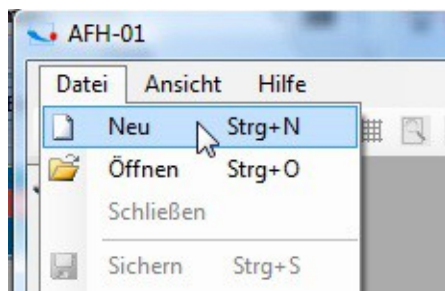 AFH-01
Datei Ansicht Hilfe
Neu Strg+N
Öffnen Strg+O
Schließen
Sichern Strg+S